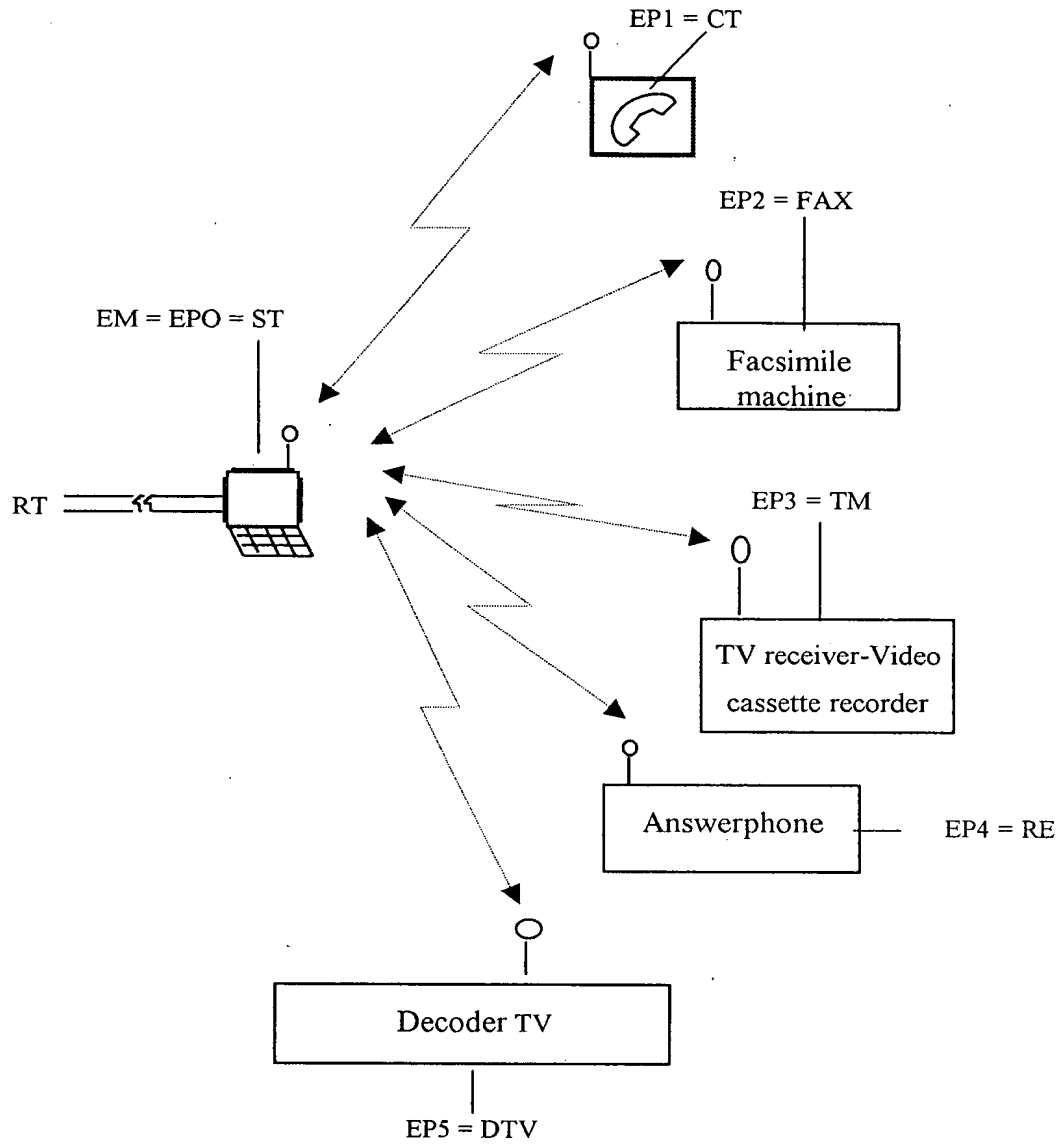 EP1 = CT
EP2 = FAX
EM = EPO = ST
Facsimile
machine
RT
EP3 = TM
TV receiver-Video
cassette recorder
Answerphone
EP4 = RE
Decoder TV
EP5 = DTV